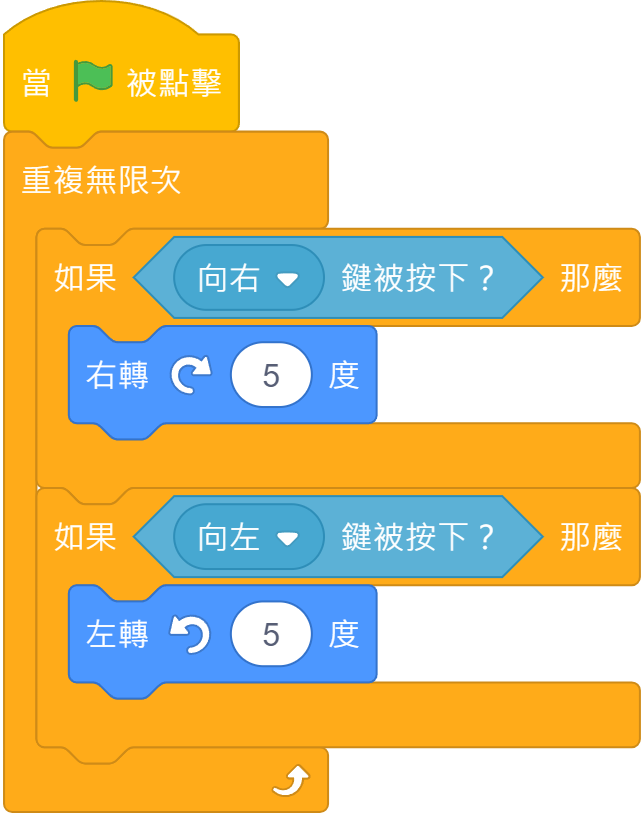 當 被點擊
重複無限次
如果 向右 鍵被按下？ 那麼
右轉 5 度
如果 向左 鍵被按下？ 那麼
左轉 5 度